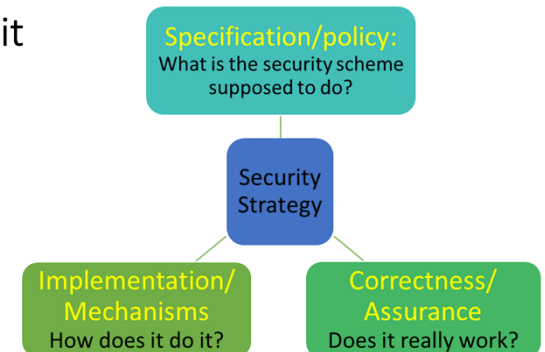 it
Specification/policy:
What is the security scheme
supposed to do?
Security
Strategy
Implementation/
Mechanisms
How does it do it?
Correctness/
Assurance
Does it really work?